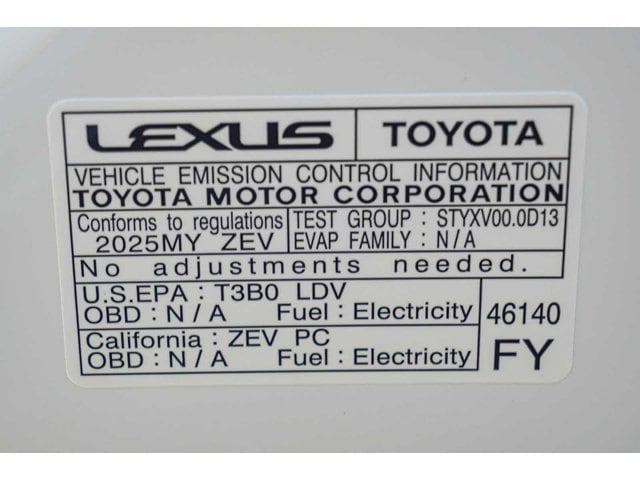 LEXUS TOYOTA
VEHICLE EMISSION CONTROL INFORMATION
TOYOTA MOTOR CORPORATION
Conforms to regulations TEST GROUP : STYXV00.0D13
2025MY ZEV EVAP FAMILY : N/A
No adjustments needed.
U.S.EPA : T3B0 LDV
OBD : N/A Fuel : Electricity 46140
California : ZEV PC
OBD : N/A Fuel : Electricity FY